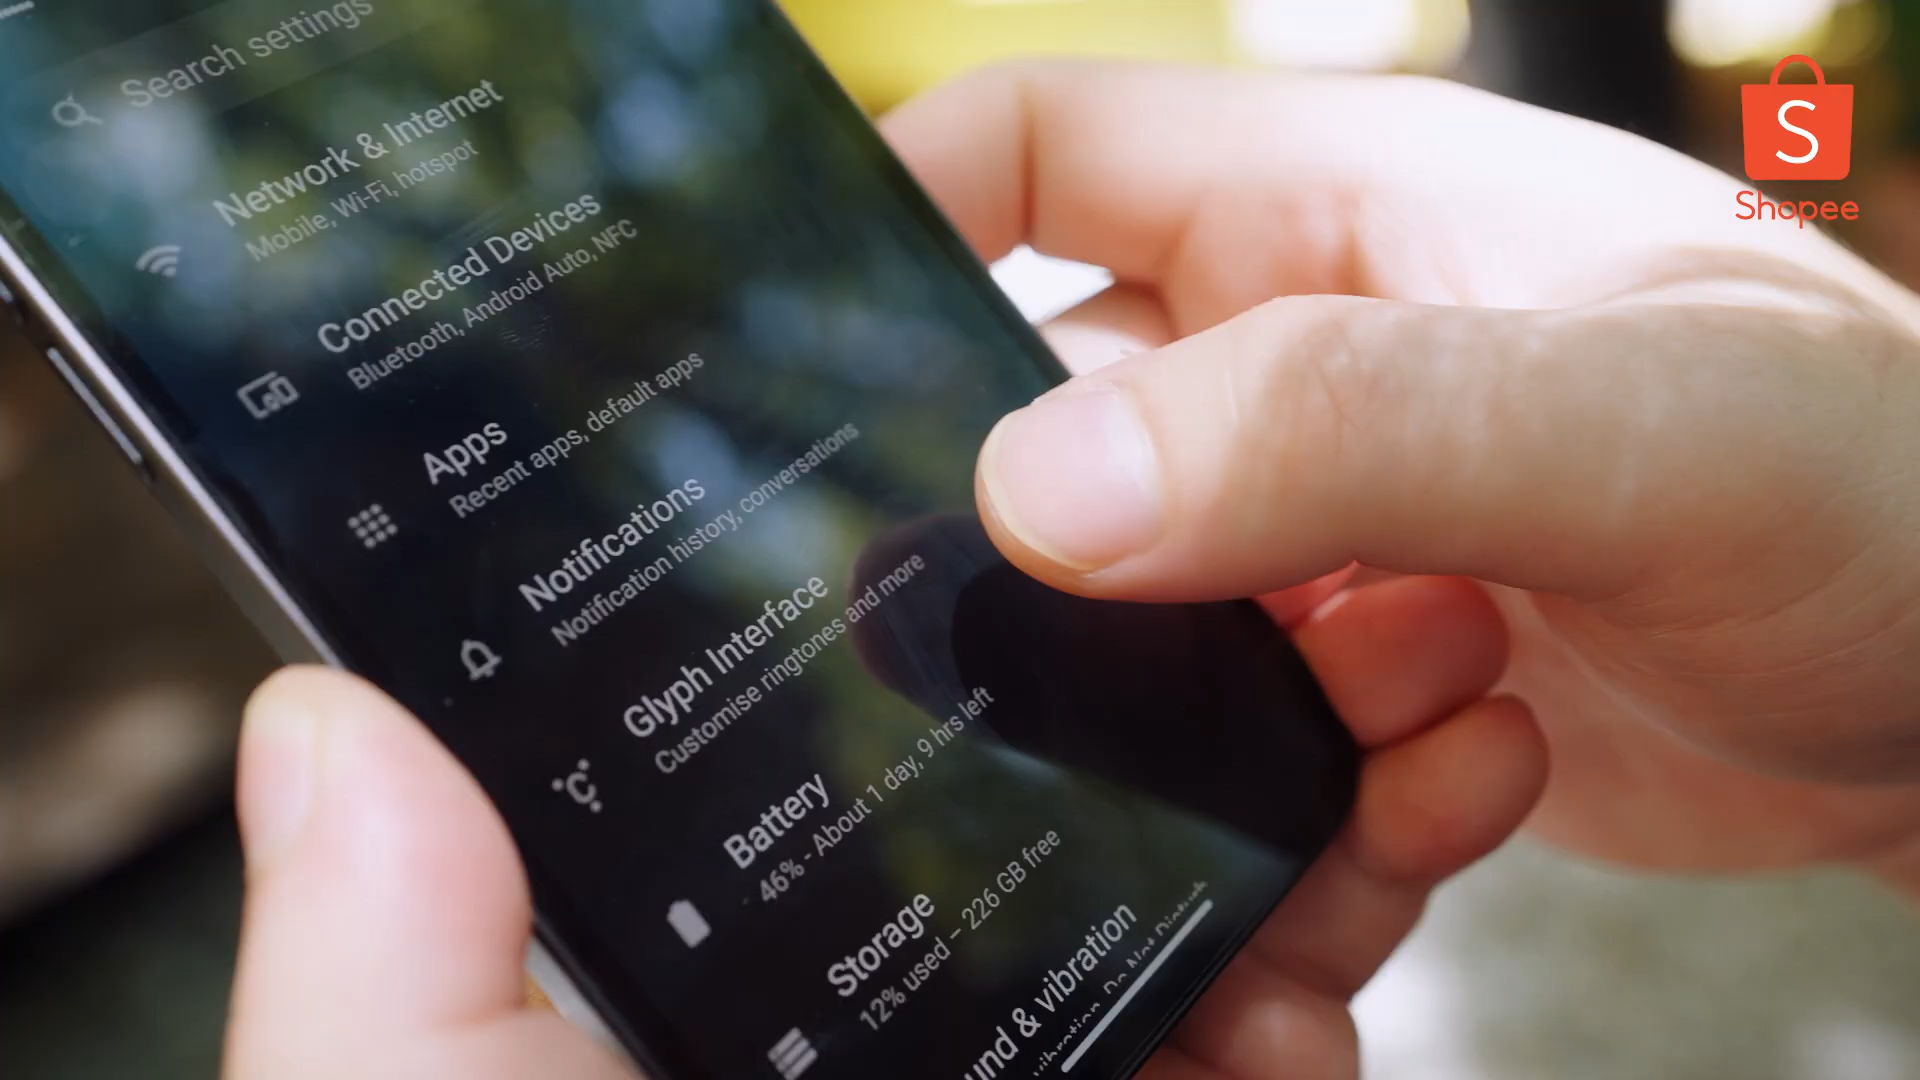 Search settings
Network & Internet
Mobile, Wi-Fi, hotspot
Connected Devices
Bluetooth, Android Auto, NFC
Apps
Recent apps, default apps
Notifications
Notification history, conversations
Glyph Interface
Customise ringtones and more
Battery
46% - About 1 day, 9 hrs left
Storage
12% used – 226 GB free
und & vibration
Do Not
S
Shopee